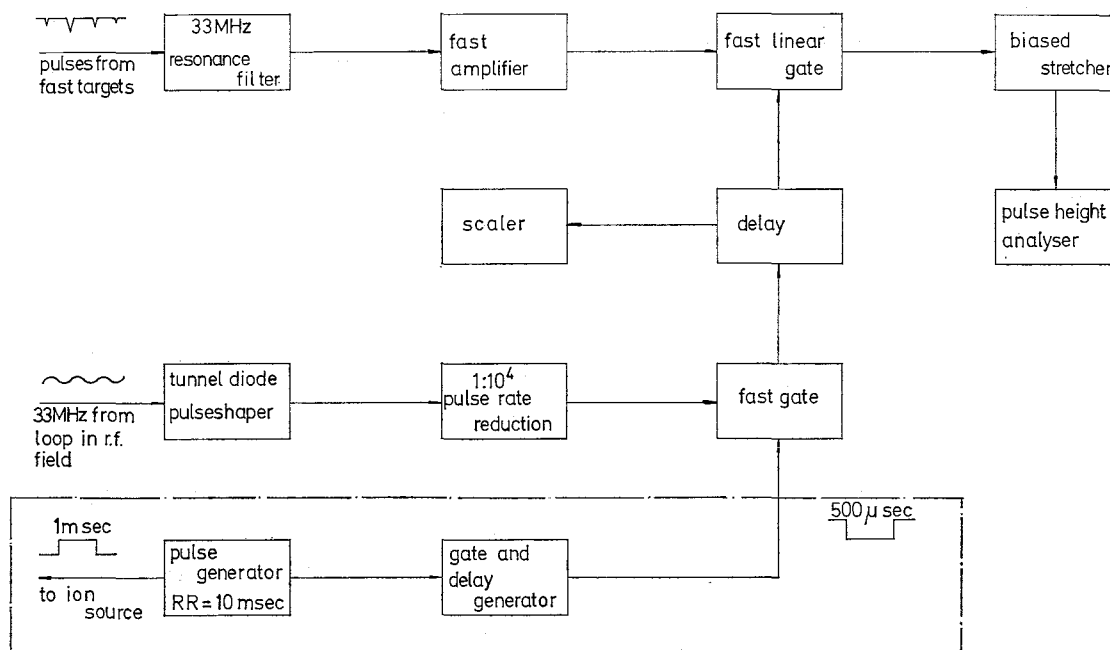 pulses from
fast targets
33MHz
resonance
filter
fast
amplifier
fast linear
gate
biased
stretcher
scaler
delay
pulse height
analyser
33MHz from
loop in r.f.
field
tunnel diode
pulseshaper
1:10⁴
pulse rate
reduction
fast gate
1m sec
to ion
source
pulse
generator
RR = 10 msec
gate and
delay
generator
500 μ sec